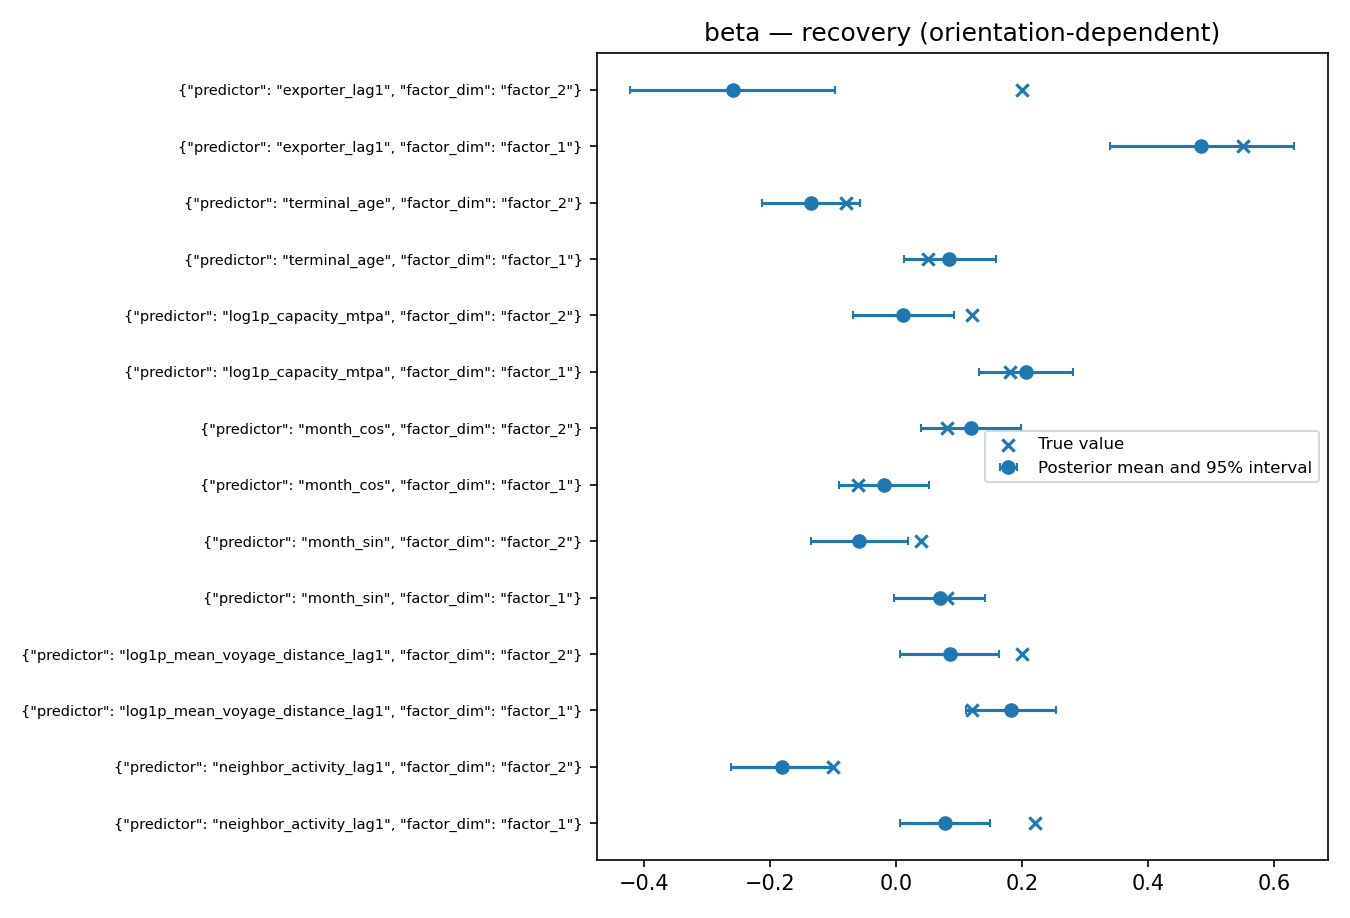 beta — recovery (orientation-dependent)
{"predictor": "exporter_lag1", "factor_dim": "factor_2"}
{"predictor": "exporter_lag1", "factor_dim": "factor_1"}
{"predictor": "terminal_age", "factor_dim": "factor_2"}
{"predictor": "terminal_age", "factor_dim": "factor_1"}
{"predictor": "log1p_capacity_mtpa", "factor_dim": "factor_2"}
{"predictor": "log1p_capacity_mtpa", "factor_dim": "factor_1"}
{"predictor": "month_cos", "factor_dim": "factor_2"}
{"predictor": "month_cos", "factor_dim": "factor_1"}
{"predictor": "month_sin", "factor_dim": "factor_2"}
{"predictor": "month_sin", "factor_dim": "factor_1"}
{"predictor": "log1p_mean_voyage_distance_lag1", "factor_dim": "factor_2"}
{"predictor": "log1p_mean_voyage_distance_lag1", "factor_dim": "factor_1"}
{"predictor": "neighbor_activity_lag1", "factor_dim": "factor_2"}
{"predictor": "neighbor_activity_lag1", "factor_dim": "factor_1"}
True value
Posterior mean and 95% interval
−0.4 −0.2 0.0 0.2 0.4 0.6